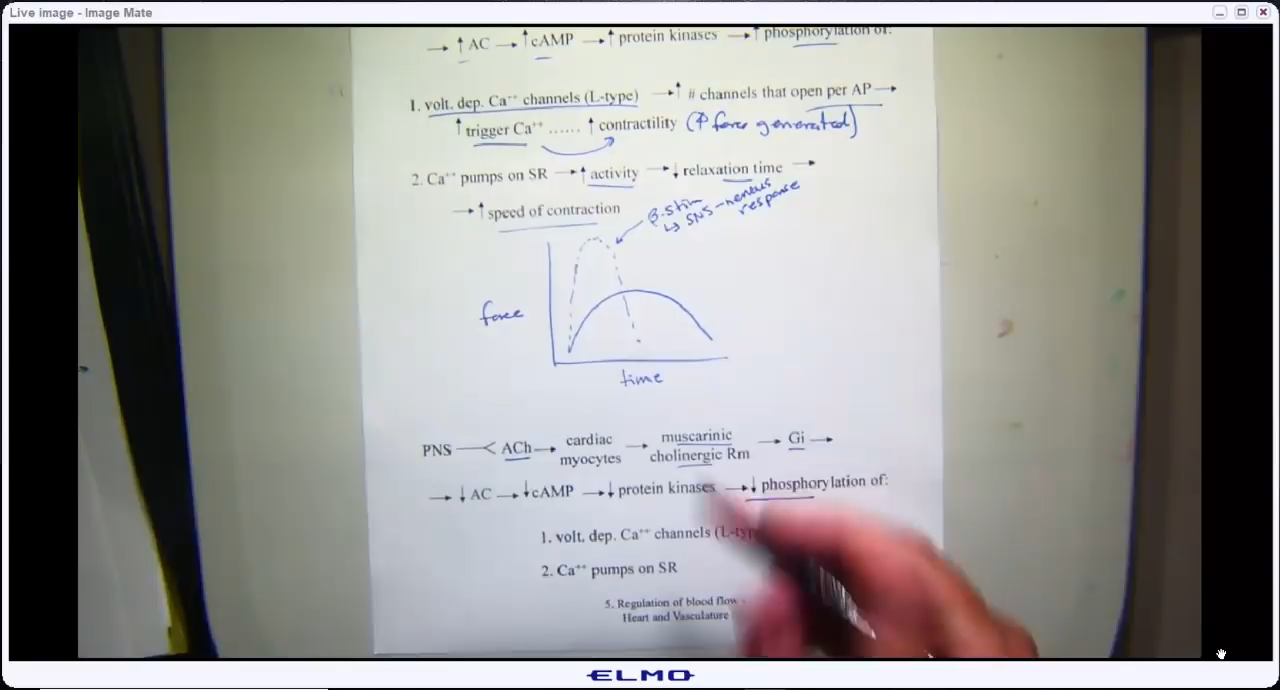 Live image - Image Mate
→ ↑ AC → ↑ cAMP → ↑ protein kinases → ↑ phosphorylation of:
1. volt. dep. Ca⁺⁺ channels (L-type) → ↑ # channels that open per AP →
↑ trigger Ca⁺⁺ ...... ↑ contractility (↑ force generated)
2. Ca⁺⁺ pumps on SR → ↑ activity → ↓ relaxation time →
→ ↑ speed of contraction
β-stim
↳ SNS - nervous
response
force
time
PNS —< ACh → cardiac myocytes → muscarinic cholinergic Rm → Gi →
→ ↓ AC → ↓ cAMP → ↓ protein kinases → ↓ phosphorylation of:
1. volt. dep. Ca⁺⁺ channels (L-typ
2. Ca⁺⁺ pumps on SR
5. Regulation of blood flow
Heart and Vasculature
ELMO